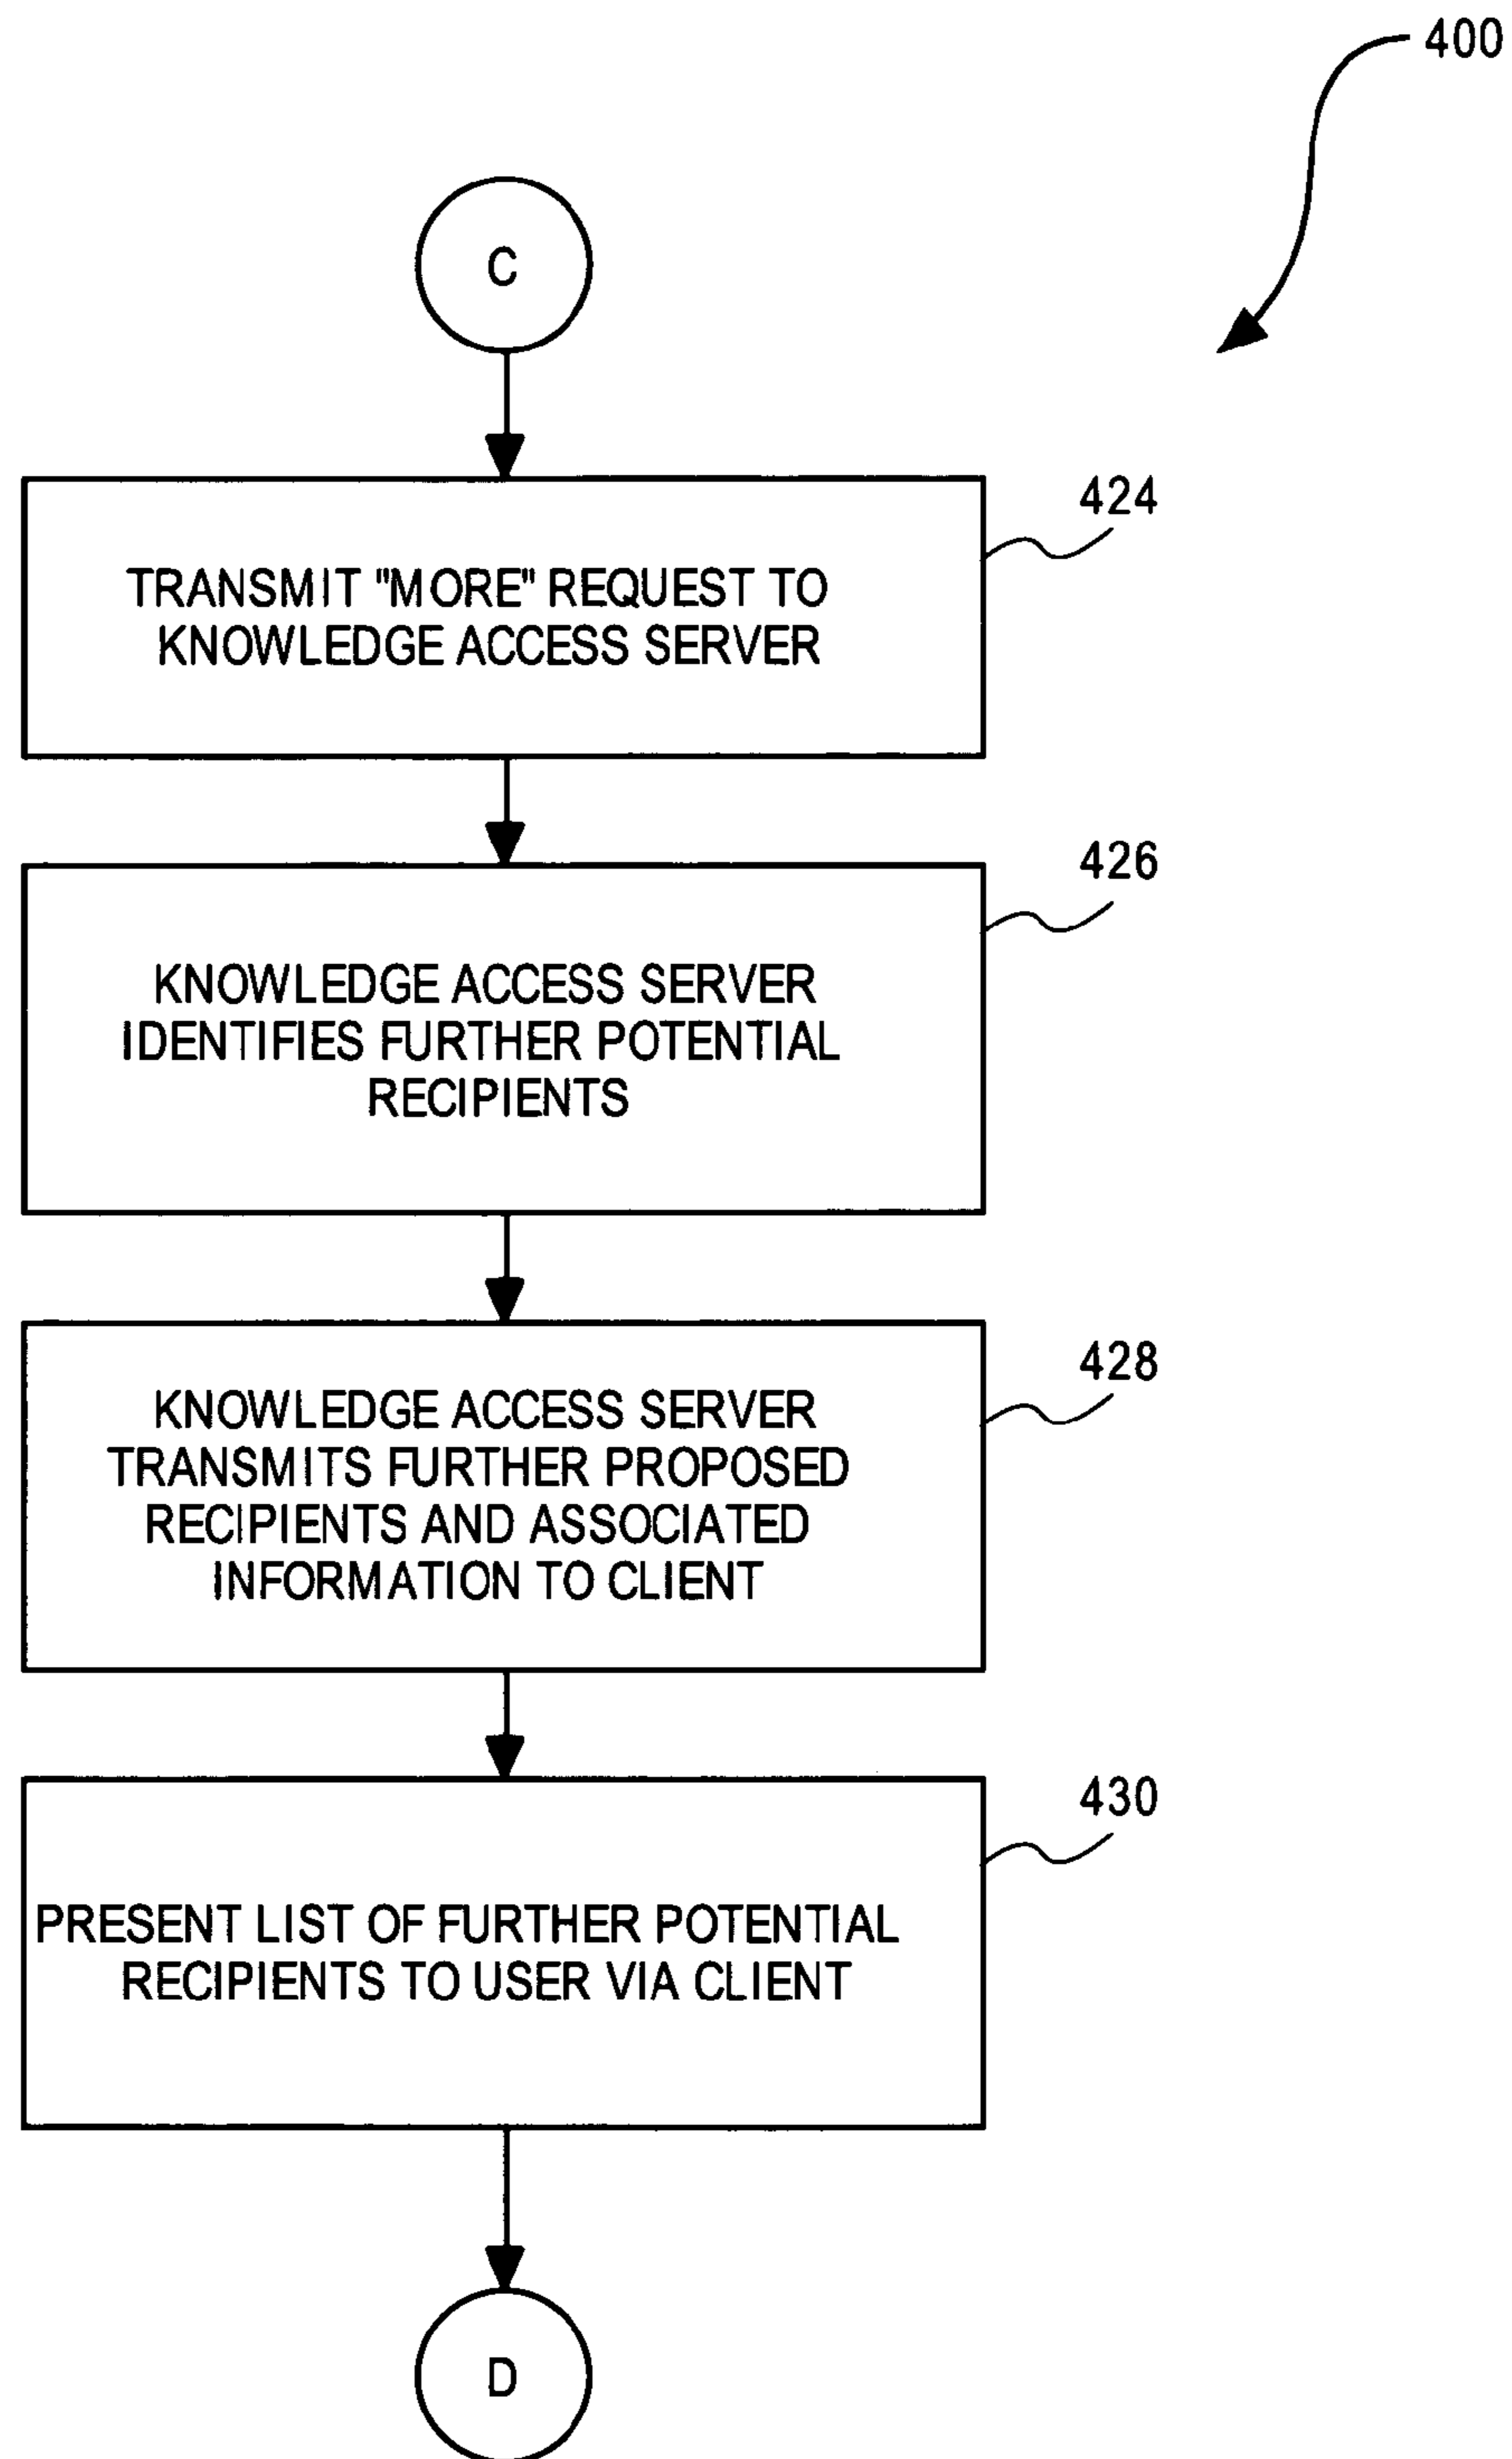 400
C
424
TRANSMIT "MORE" REQUEST TO
KNOWLEDGE ACCESS SERVER
426
KNOWLEDGE ACCESS SERVER
IDENTIFIES FURTHER POTENTIAL
RECIPIENTS
428
KNOWLEDGE ACCESS SERVER
TRANSMITS FURTHER PROPOSED
RECIPIENTS AND ASSOCIATED
INFORMATION TO CLIENT
430
PRESENT LIST OF FURTHER POTENTIAL
RECIPIENTS TO USER VIA CLIENT
D